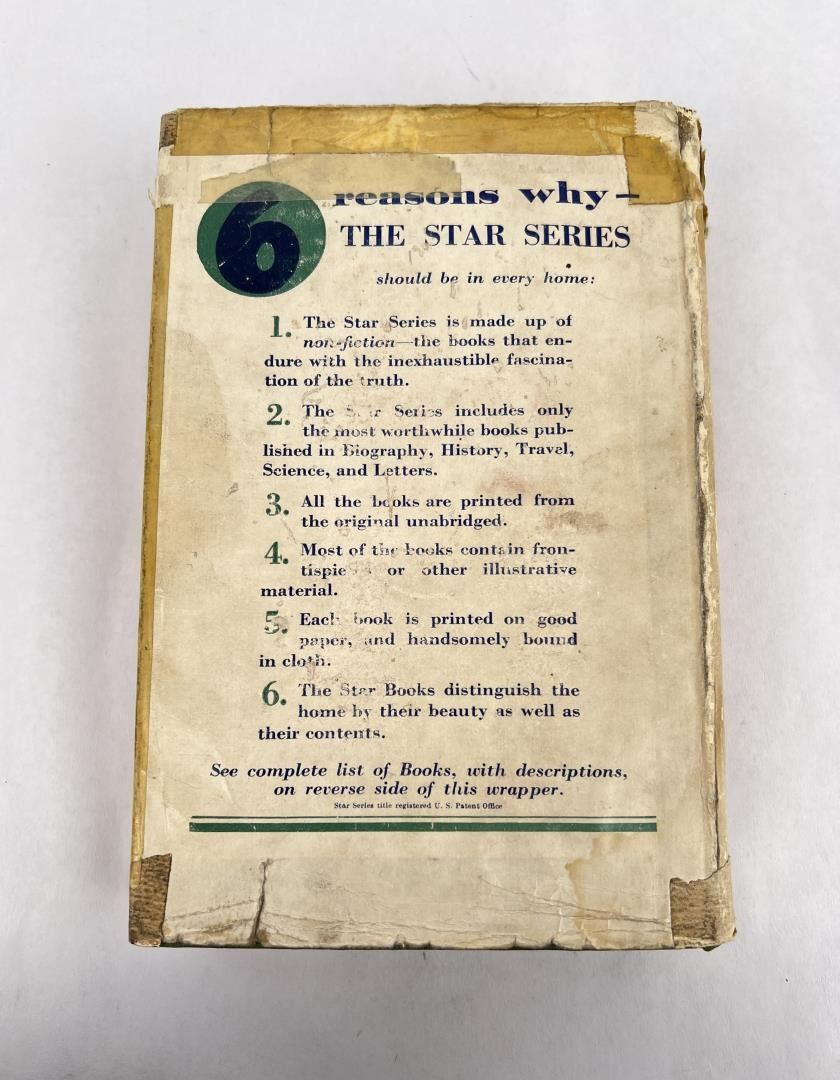 6 reasons why—
THE STAR SERIES
should be in every home:
1. The Star Series is made up of
non-fiction—the books that en-
dure with the inexhaustible fascina-
tion of the truth.
2. The Star Series includes only
the most worthwhile books pub-
lished in Biography, History, Travel,
Science, and Letters.
3. All the books are printed from
the original unabridged.
4. Most of the books contain fron-
tispieces or other illustrative
material.
5. Each book is printed on good
paper, and handsomely bound
in cloth.
6. The Star Books distinguish the
home by their beauty as well as
their contents.
See complete list of Books, with descriptions,
on reverse side of this wrapper.
Star Series title registered U. S. Patent Office